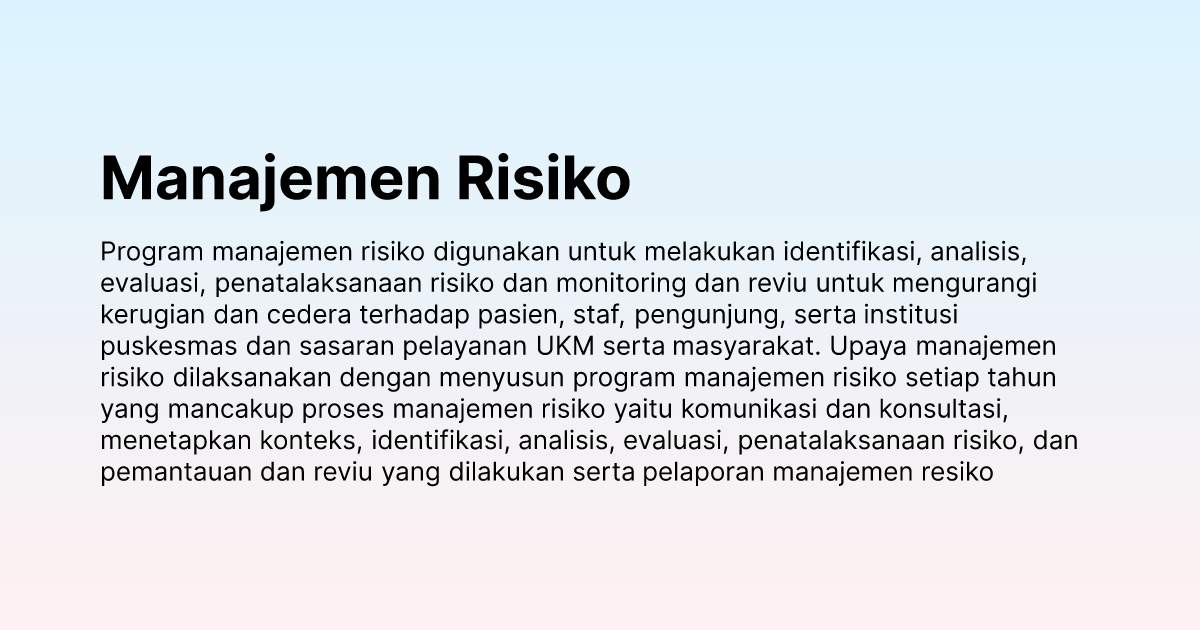 Manajemen Risiko
Program manajemen risiko digunakan untuk melakukan identifikasi, analisis,
evaluasi, penatalaksanaan risiko dan monitoring dan reviu untuk mengurangi
kerugian dan cedera terhadap pasien, staf, pengunjung, serta institusi
puskesmas dan sasaran pelayanan UKM serta masyarakat. Upaya manajemen
risiko dilaksanakan dengan menyusun program manajemen risiko setiap tahun
yang mancakup proses manajemen risiko yaitu komunikasi dan konsultasi,
menetapkan konteks, identifikasi, analisis, evaluasi, penatalaksanaan risiko, dan
pemantauan dan reviu yang dilakukan serta pelaporan manajemen resiko